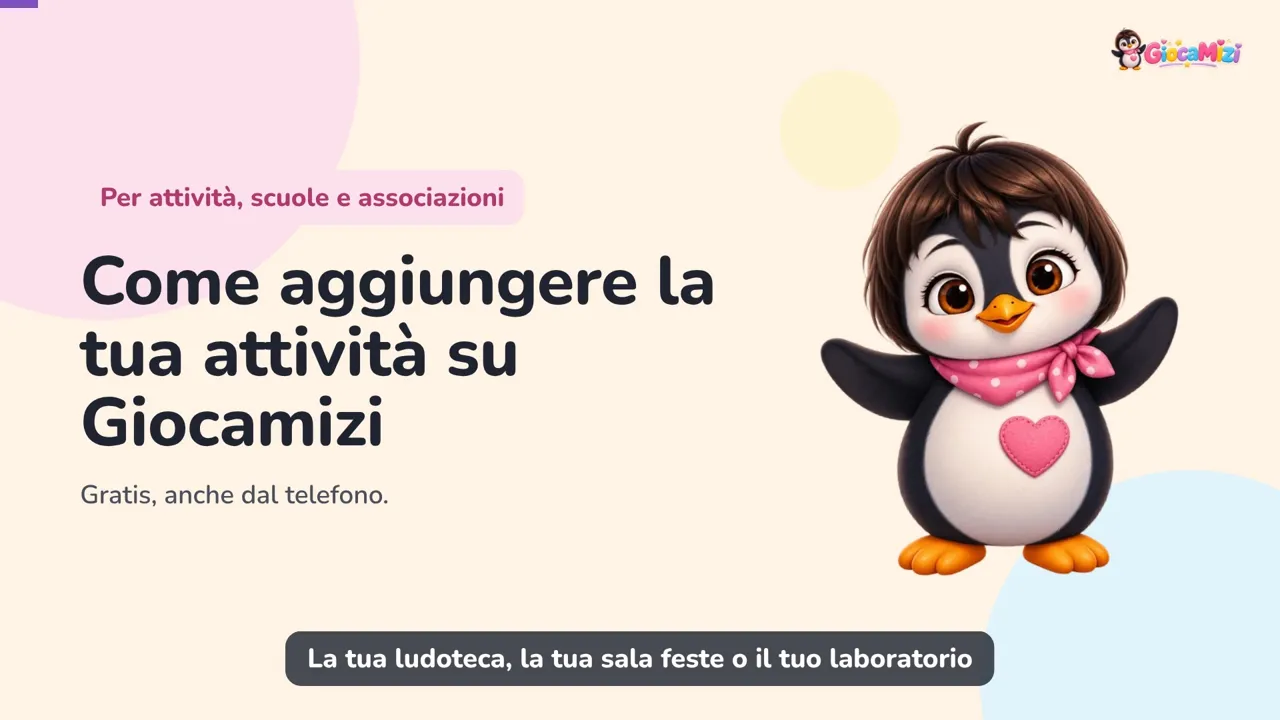 GiocaMizi
Per attività, scuole e associazioni
Come aggiungere la
tua attività su
Giocamizi
Gratis, anche dal telefono.
La tua ludoteca, la tua sala feste o il tuo laboratorio